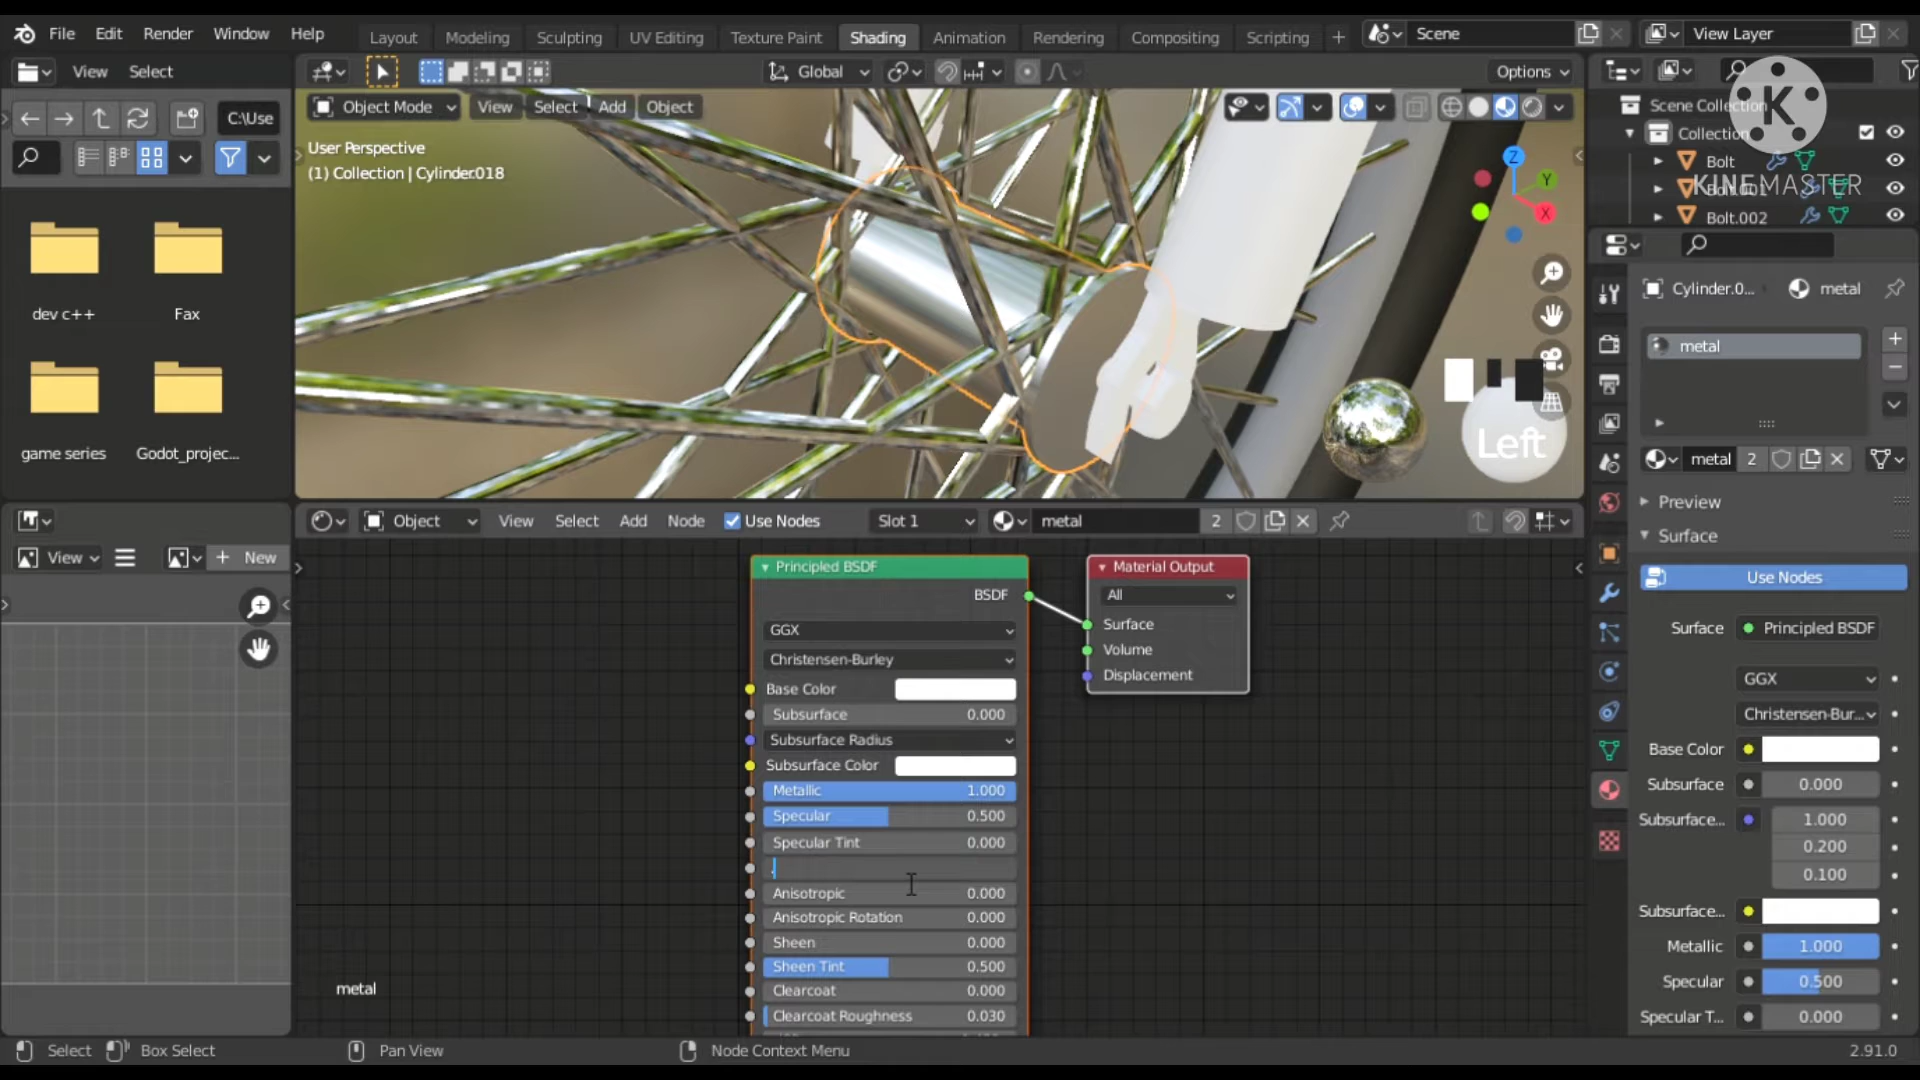 File Edit Render Window Help
Layout Modeling Sculpting UV Editing Texture Paint Shading Animation Rendering Compositing Scripting +
Scene
View Layer
View Select
Global
Options
C:\Use
Object Mode View Select Add Object
User Perspective
(1) Collection | Cylinder.018
Z
Y
X
Scene Collection
Collection
Bolt
Bolt.001
Bolt.002
K
KINEMASTER
dev c++
Fax
game series
Godot_projec...
Left
Cylinder.0... metal
metal
metal 2
Preview
Surface
Use Nodes
Surface Principled BSDF
GGX
Christensen-Bur...
Base Color
Subsurface 0.000
Subsurface... 1.000
0.200
0.100
Subsurface...
Metallic 1.000
Specular 0.500
Specular T... 0.000
View
New
Object View Select Add Node Use Nodes Slot 1 metal 2
Principled BSDF
BSDF
GGX
Christensen-Burley
Base Color
Subsurface 0.000
Subsurface Radius
Subsurface Color
Metallic 1.000
Specular 0.500
Specular Tint 0.000
.
Anisotropic 0.000
Anisotropic Rotation 0.000
Sheen 0.000
Sheen Tint 0.500
Clearcoat 0.000
Clearcoat Roughness 0.030
Material Output
All
Surface
Volume
Displacement
metal
Select Box Select Pan View Node Context Menu 2.91.0